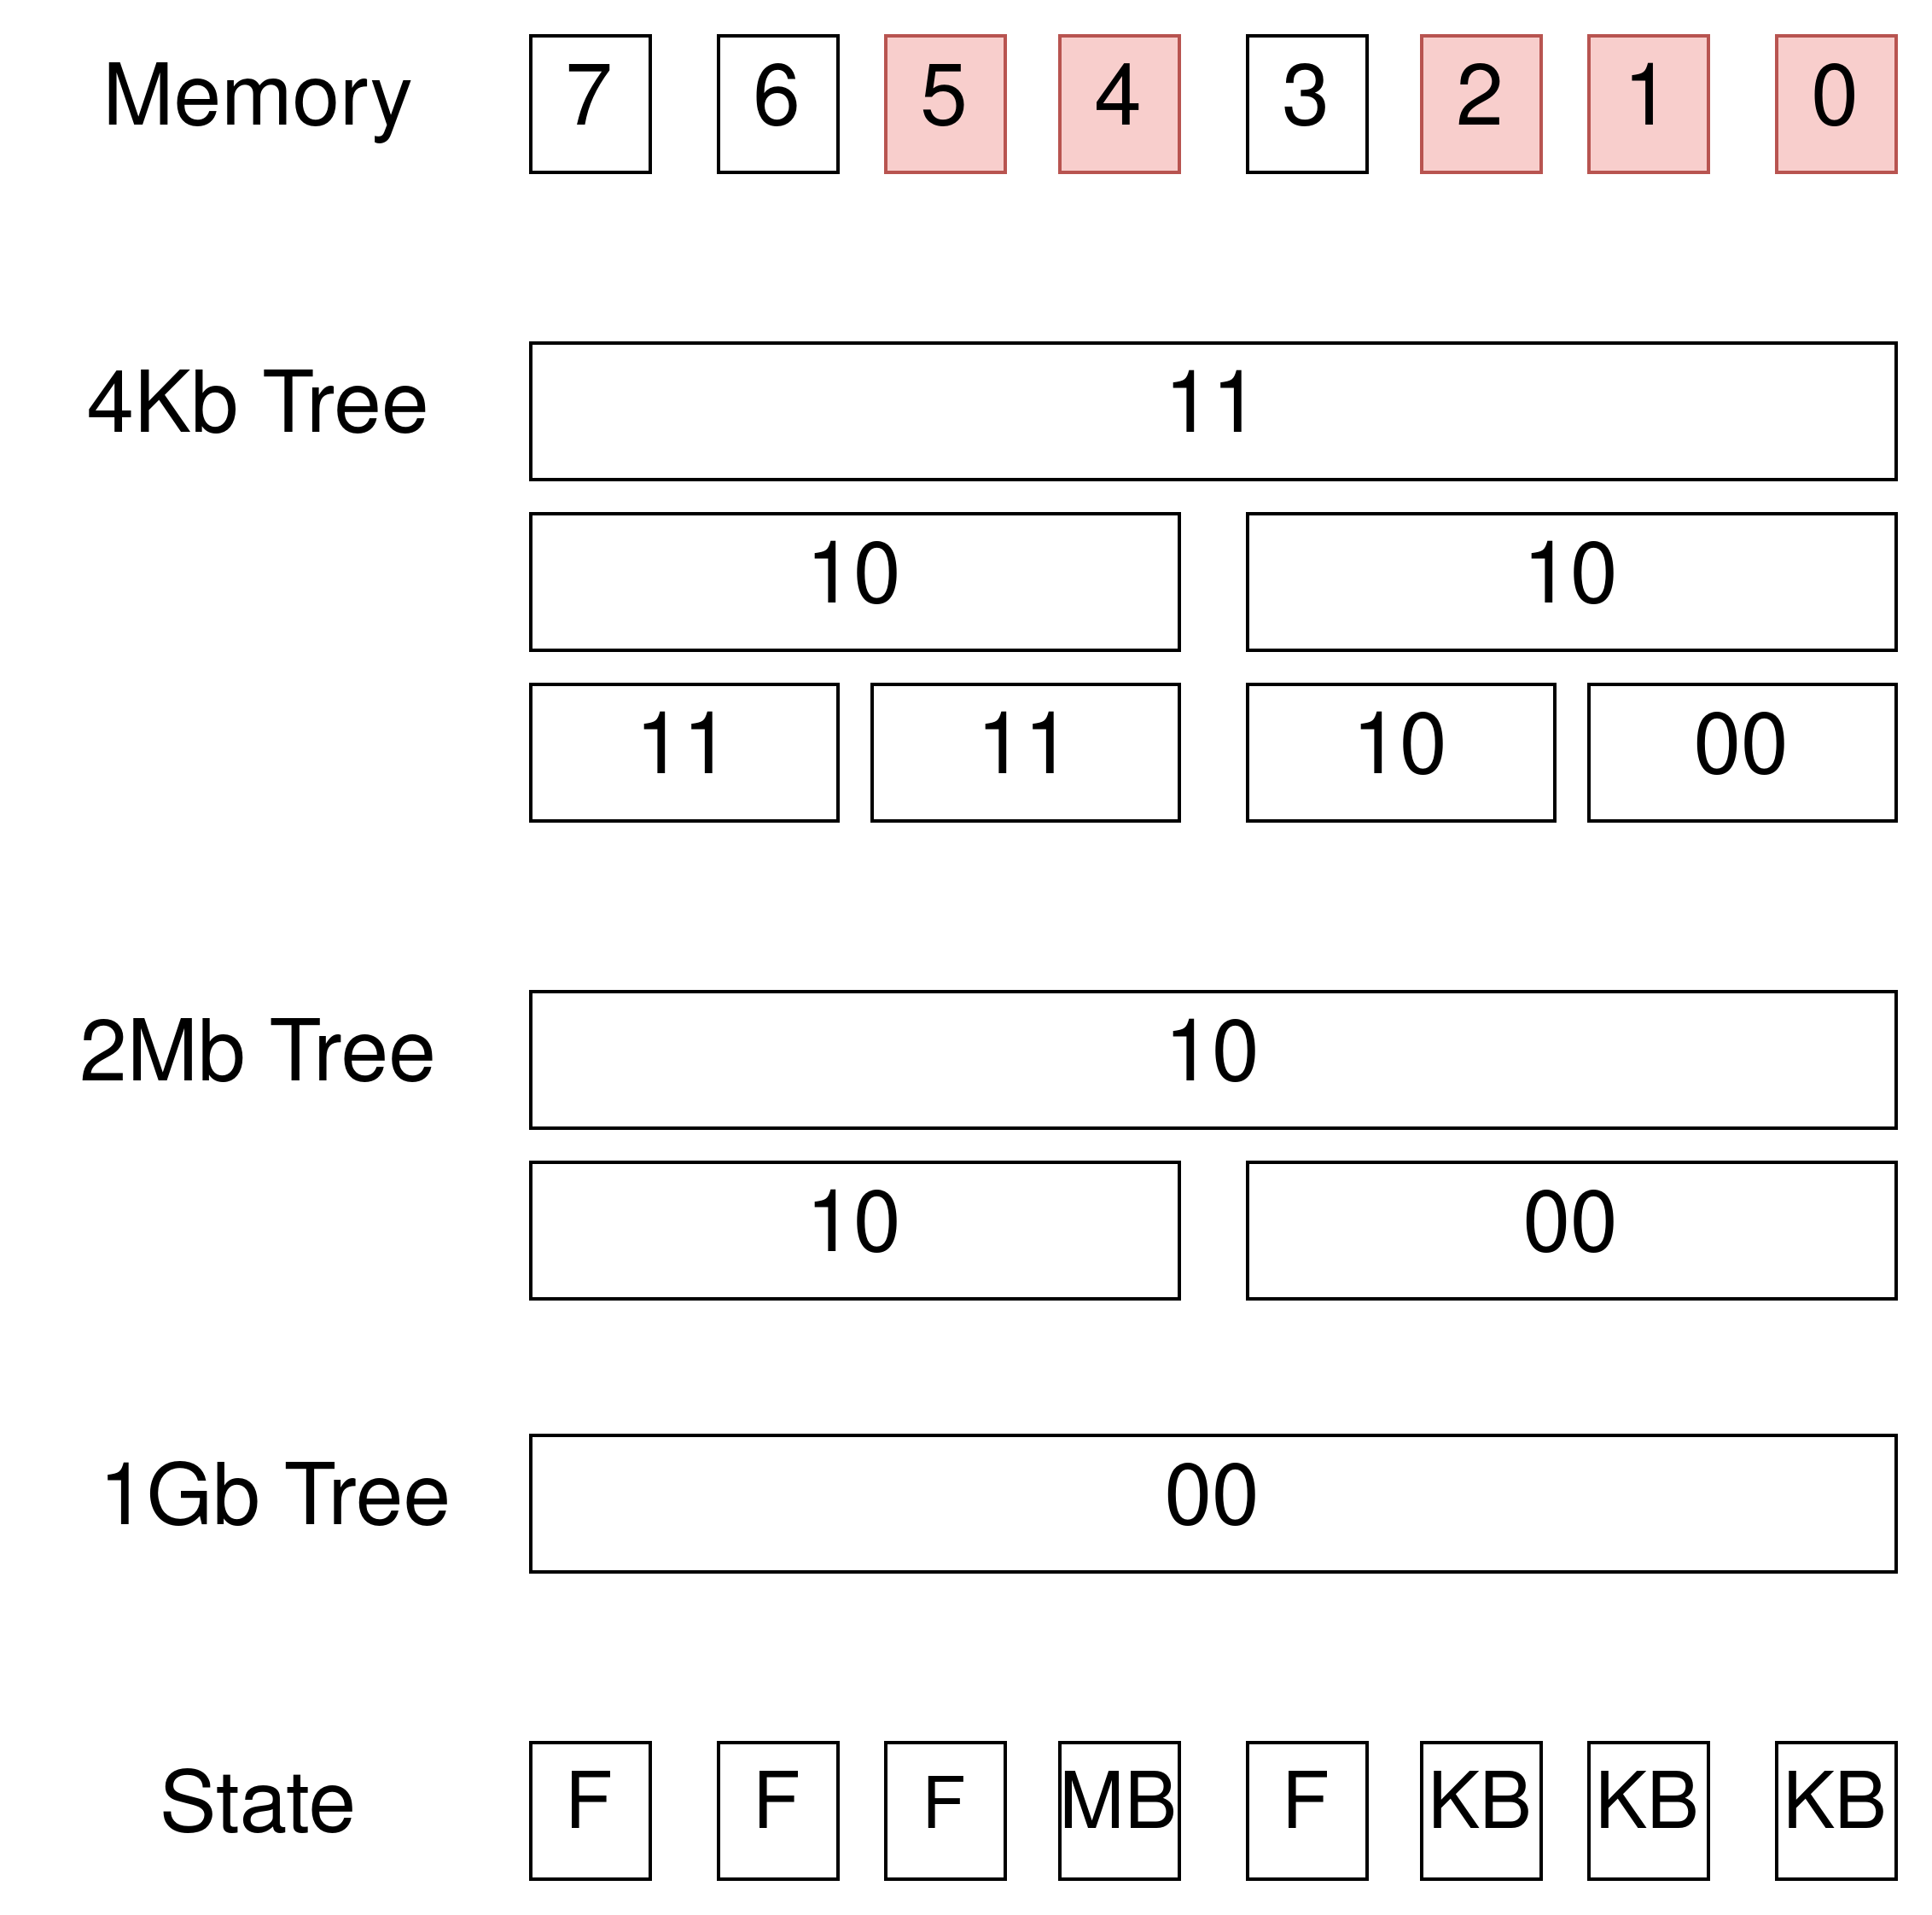 Memory 7 6 5 4 3 2 1 0
4Kb Tree 11
10 10
11 11 10 00
2Mb Tree 10
10 00
1Gb Tree 00
State F F F MB F KB KB KB